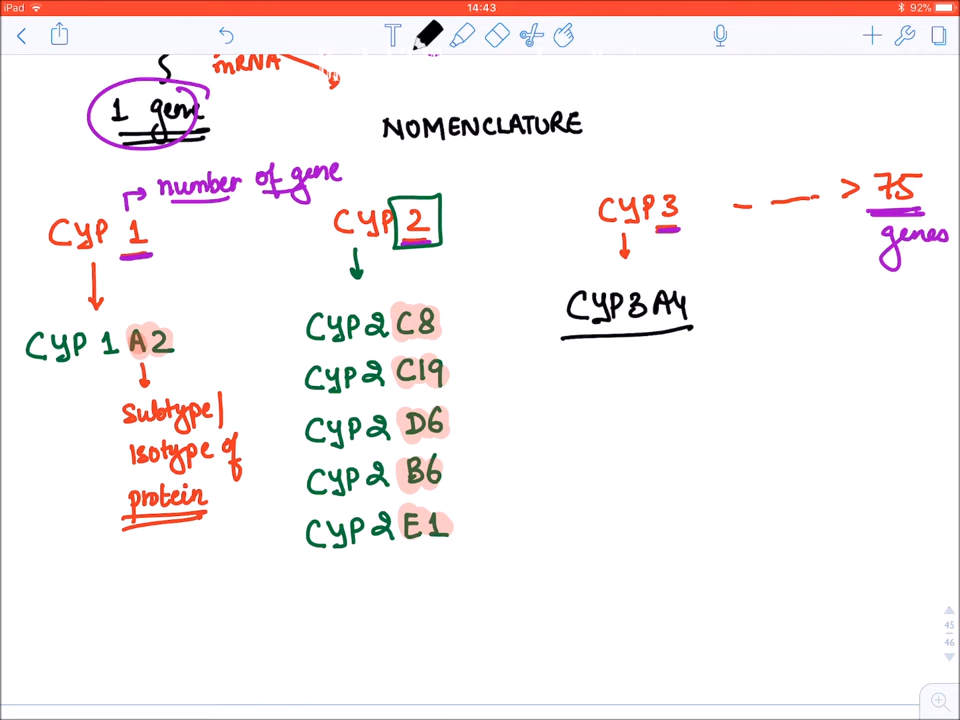 iPad
14:43
92%
mRNA
1 gene
NOMENCLATURE
number of gene
CYP 1
CYP 2
CYP 3
> 75
genes
CYP 1 A2
Subtype/
Isotype of
protein
CYP2 C8
CYP2 C19
CYP2 D6
CYP2 B6
CYP2 E1
CYP3A4
T
45
46